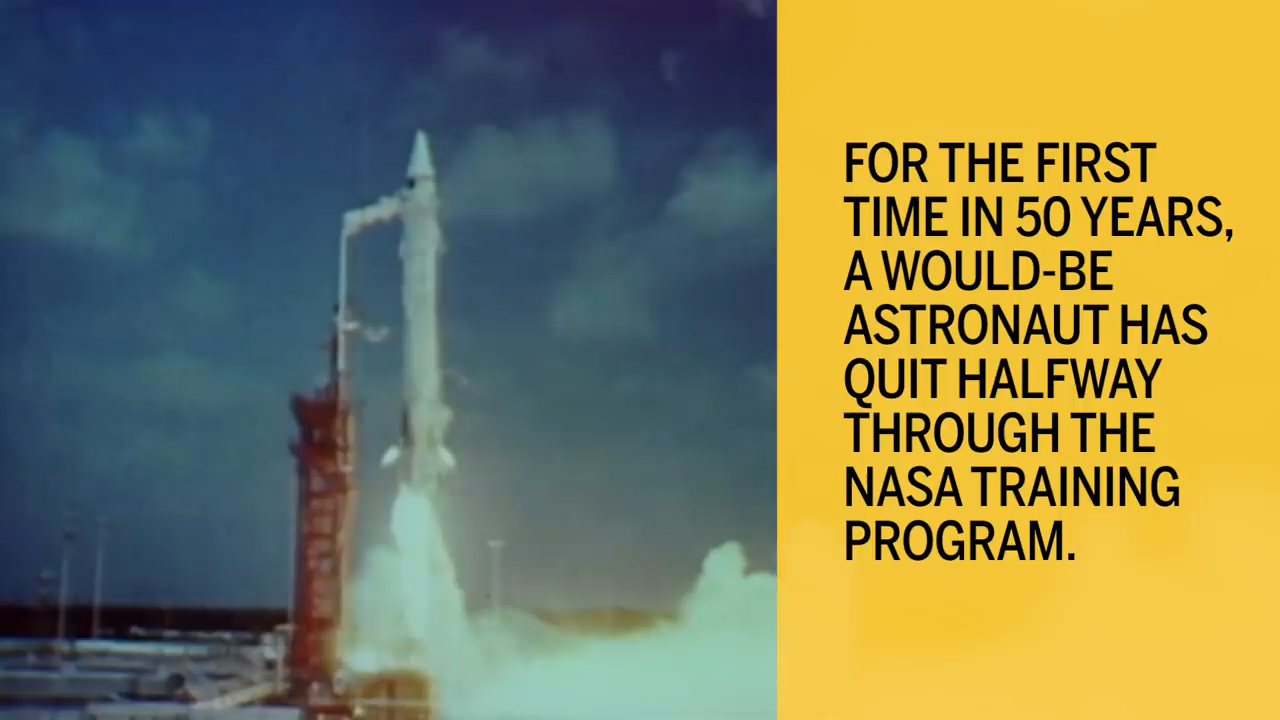 FOR THE FIRST
TIME IN 50 YEARS,
A WOULD-BE
ASTRONAUT HAS
QUIT HALFWAY
THROUGH THE
NASA TRAINING
PROGRAM.